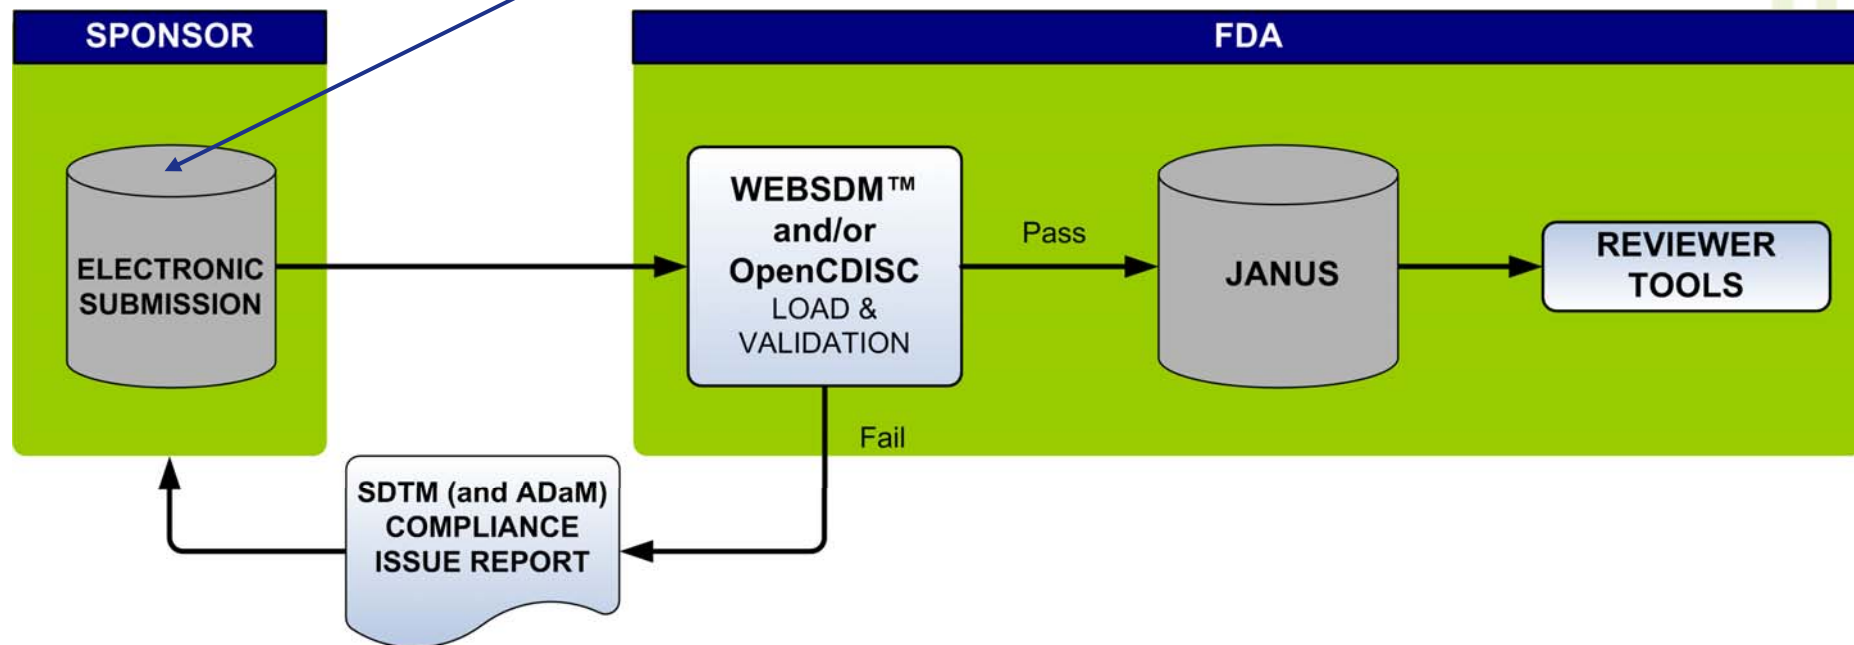 SPONSOR
FDA
ELECTRONIC
SUBMISSION
WEBSDM™
and/or
OpenCDISC
LOAD &
VALIDATION
Pass
JANUS
REVIEWER
TOOLS
Fail
SDTM (and ADaM)
COMPLIANCE
ISSUE REPORT